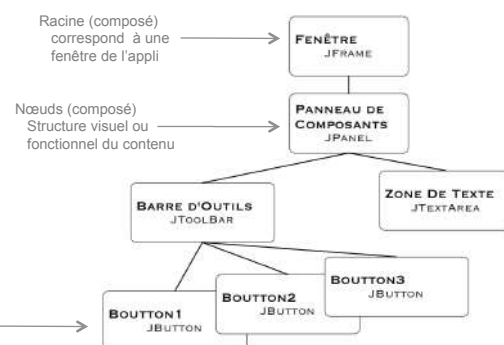 Racine (composé)
correspond à une
fenêtre de l'appli
FENÊTRE
JFRAME
Nœuds (composé)
Structure visuel ou
fonctionnel du contenu
PANNEAU DE
COMPOSANTS
JPANEL
BARRE D'OUTILS
JTOOLBAR
ZONE DE TEXTE
JTEXTAREA
BOUTTON1
JBUTTON
BOUTTON2
JBUTTON
BOUTTON3
JBUTTON